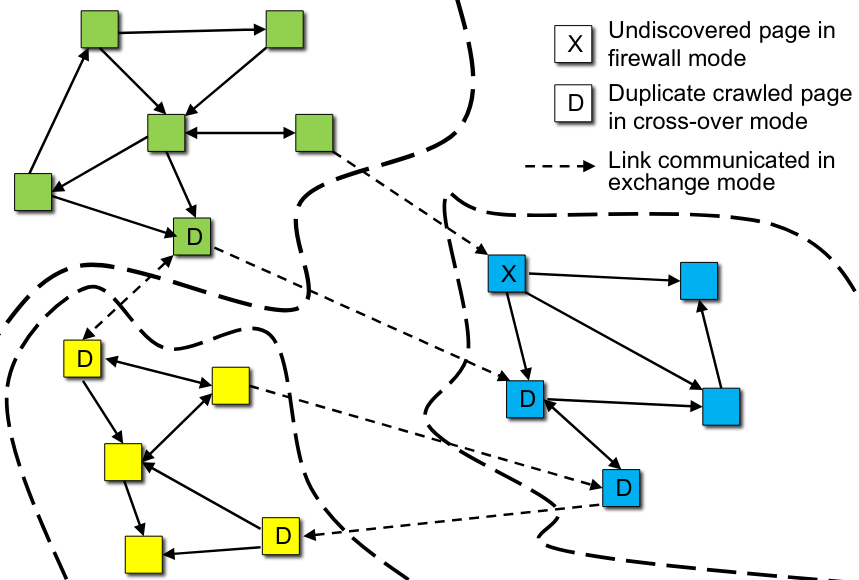 X
Undiscovered page in
firewall mode
D
Duplicate crawled page
in cross-over mode
Link communicated in
exchange mode
D
X
D
D
D
D